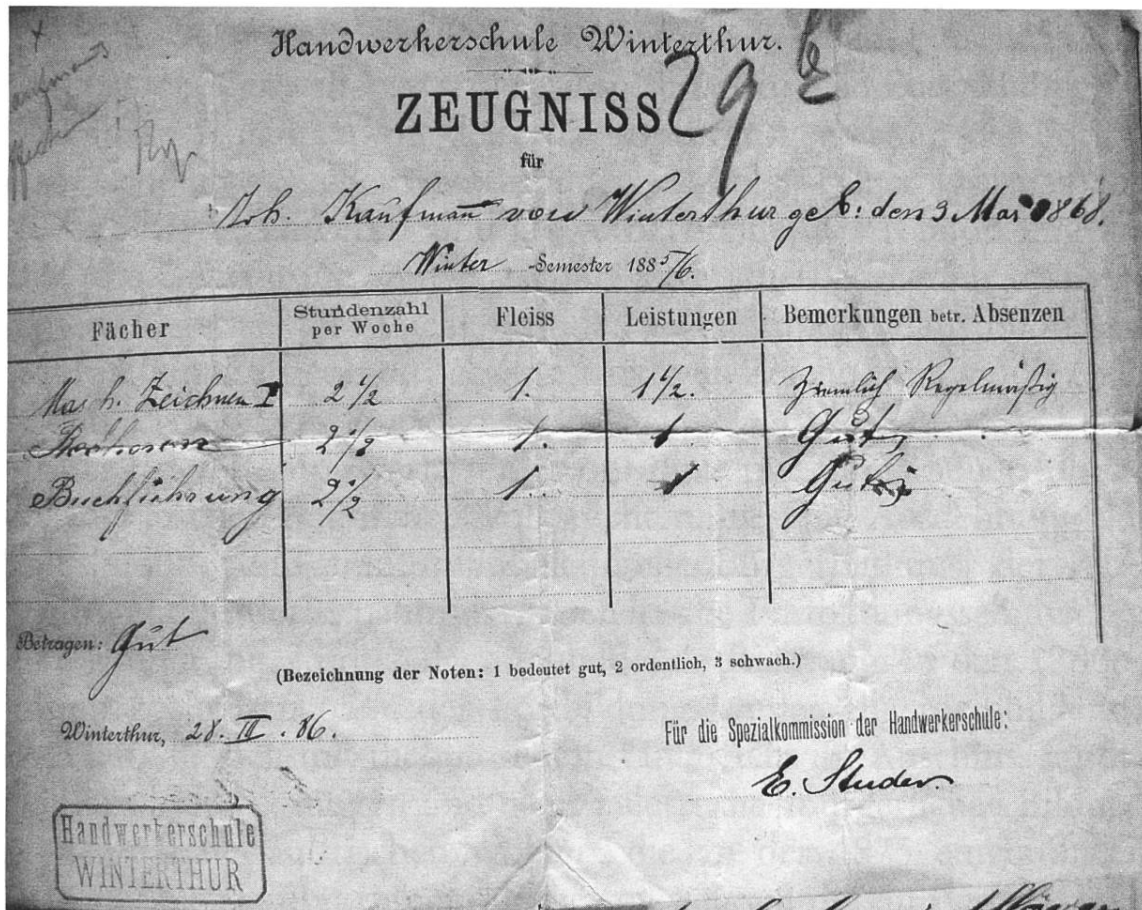 Handwerkerschule Winterthur.
29
ZEUGNISS
für
Joh. Kaufmann von Winterthur geb: den 3 Mai 1868.
Winter -Semester 1885/6.
Fächer Stundenzahl per Woche Fleiss Leistungen Bemerkungen betr. Absenzen
Masch. Zeichnen I 2 1/2 1. 1 1/2. Ziemlich Regelmäßig
Rechnen 2 1/2 1. 1 Gut
Buchführung 2 1/2 1. 1 Gut
Betragen: Gut
(Bezeichnung der Noten: 1 bedeutet gut, 2 ordentlich, 3 schwach.)
Winterthur, 28. III. 86.
Für die Spezialkommission der Handwerkerschule:
E. Studer.
Handwerkerschule
WINTERTHUR